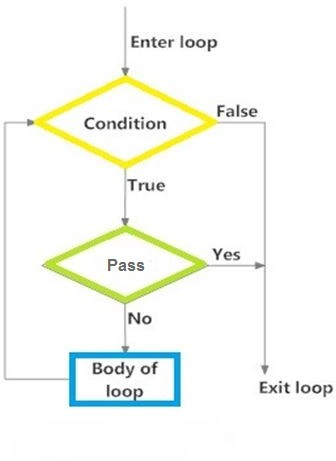 Enter loop
Condition
False
True
Pass
Yes
No
Body of
loop
Exit loop